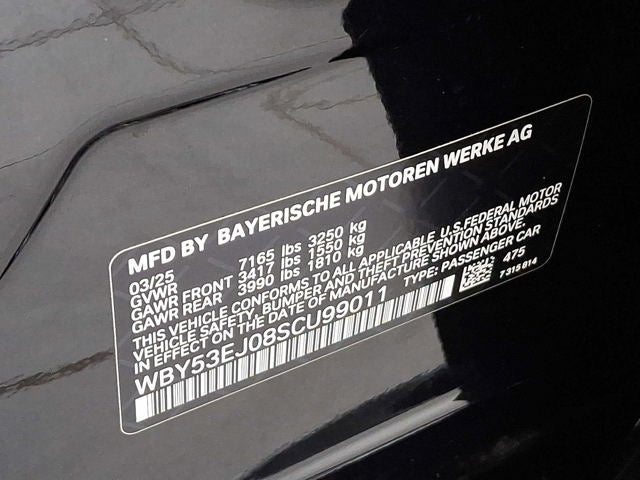 MFD BY BAYERISCHE MOTOREN WERKE AG
03/25
GVWR 7165 lbs 3250 kg
GAWR FRONT 3417 lbs 1550 kg
GAWR REAR 3990 lbs 1810 kg
THIS VEHICLE CONFORMS TO ALL APPLICABLE U.S.FEDERAL MOTOR
VEHICLE SAFETY, BUMPER AND THEFT PREVENTION STANDARDS
IN EFFECT ON THE DATE OF MANUFACTURE SHOWN ABOVE.
WBY53EJ08SCU99011 TYPE: PASSENGER CAR
475
7315814